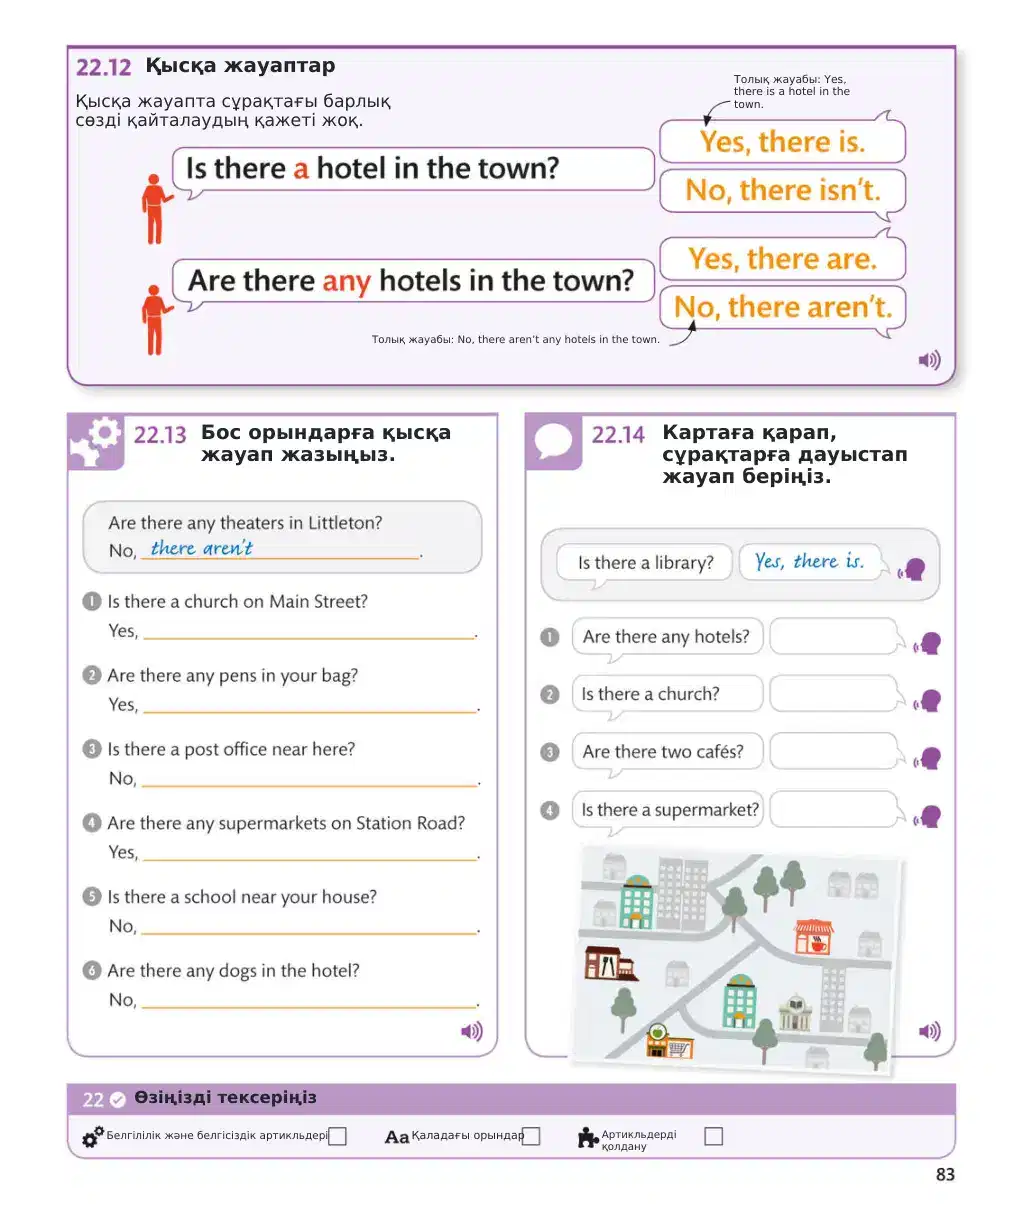 22.12 Қысқа жауаптар
Қысқа жауапта сұрақтағы барлық
сөзді қайталаудың қажеті жоқ.
Толық жауабы: Yes,
there is a hotel in the
town.
Is there a hotel in the town?
Yes, there is.
No, there isn't.
Are there any hotels in the town?
Yes, there are.
No, there aren't.
Толық жауабы: No, there aren't any hotels in the town.
22.13 Бос орындарға қысқа
жауап жазыңыз.
Are there any theaters in Littleton?
No, there aren't.
1 Is there a church on Main Street?
Yes, .
2 Are there any pens in your bag?
Yes, .
3 Is there a post office near here?
No, .
4 Are there any supermarkets on Station Road?
Yes, .
5 Is there a school near your house?
No, .
6 Are there any dogs in the hotel?
No, .
22.14 Картаға қарап,
сұрақтарға дауыстап
жауап беріңіз.
Is there a library? Yes, there is.
1 Are there any hotels?
2 Is there a church?
3 Are there two cafés?
4 Is there a supermarket?
22 Өзіңізді тексеріңіз
Белгілілік және белгісіздік артикльдері
Aa Қаладағы орындар
Артикльдерді
қолдану
83